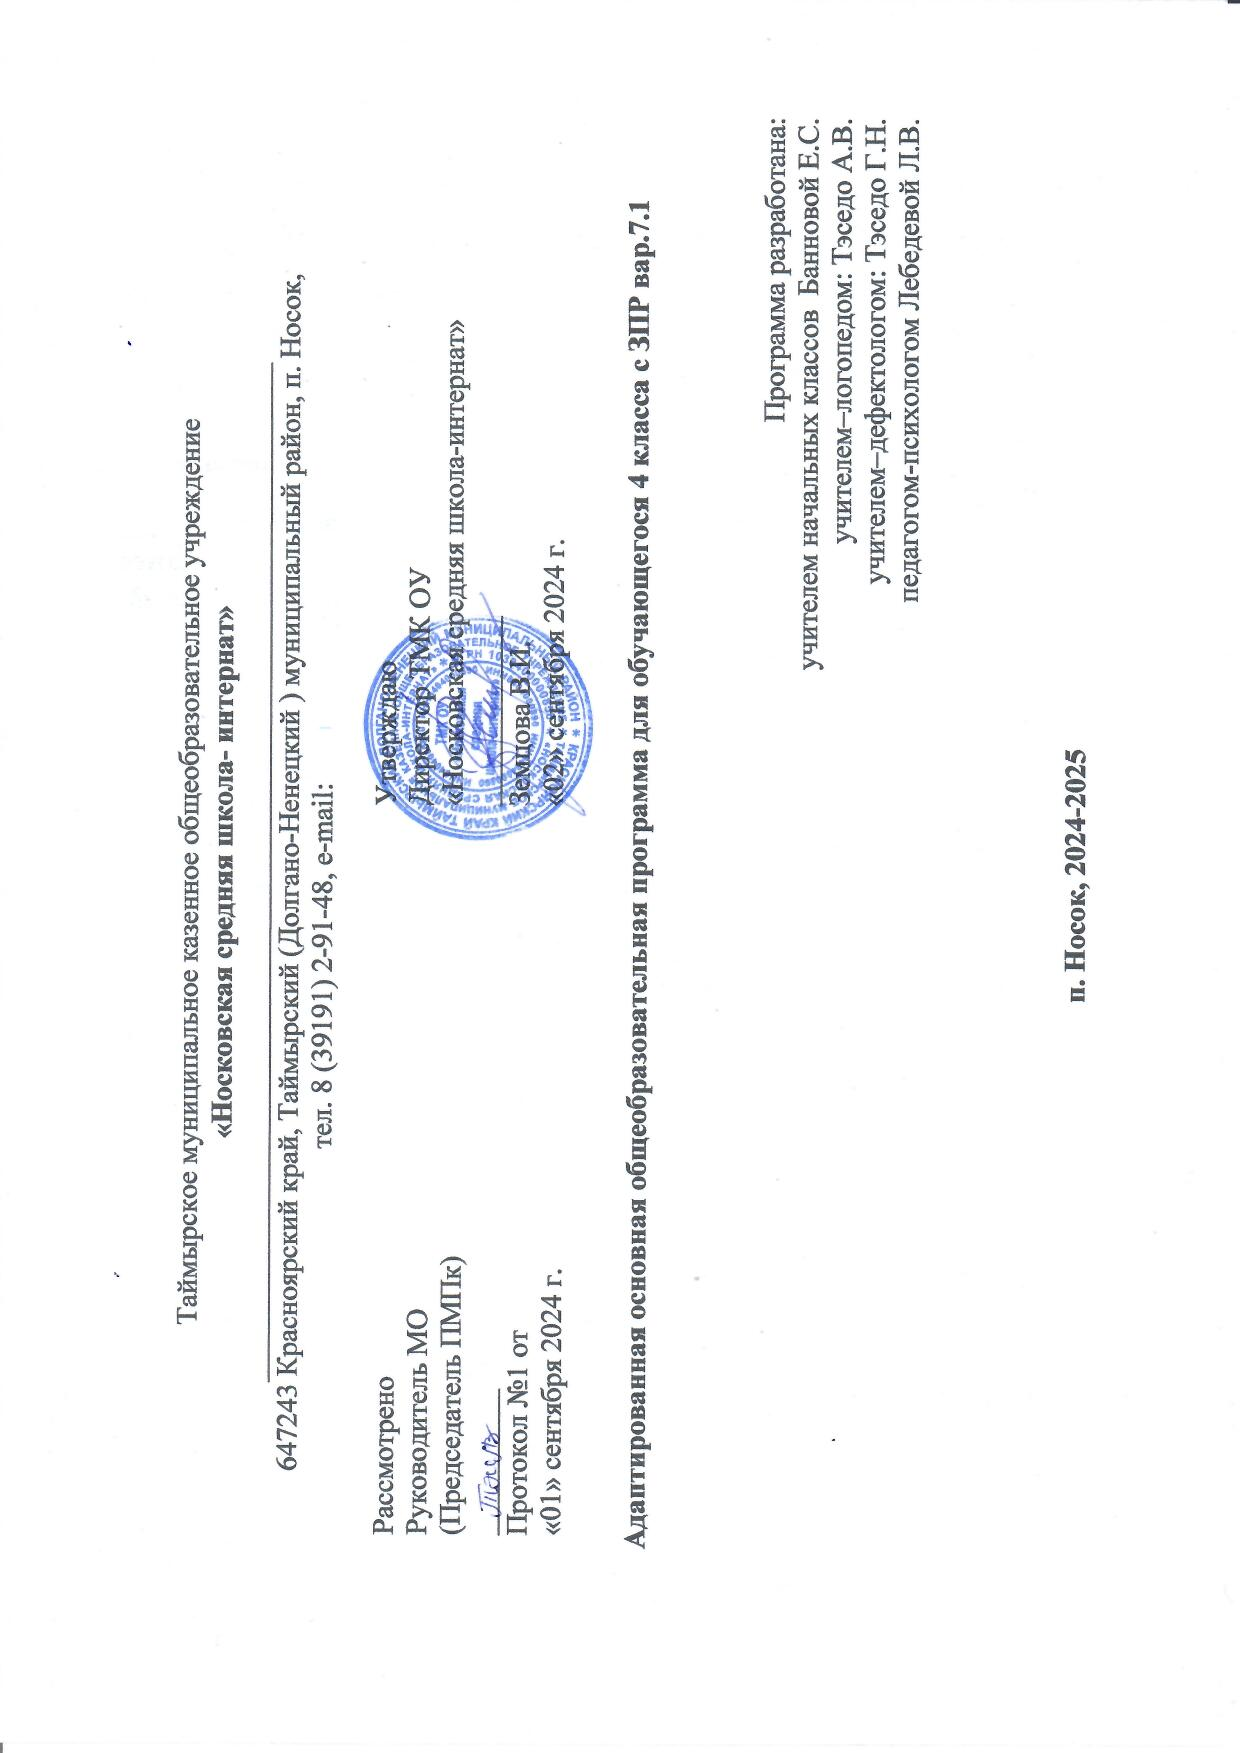 Таймырское муниципальное казенное общеобразовательное учреждение
«Носковская средняя школа- интернат»
647243 Красноярский край, Таймырский (Долгано-Ненецкий ) муниципальный район, п. Носок,
тел. 8 (39191) 2-91-48, e-mail:
Рассмотрено
Руководитель МО
(Председатель ПМПк)
Протокол №1 от
«01» сентября 2024 г.
Утверждаю
Директор ТМК ОУ
«Носковская средняя школа-интернат»
Земцова В.И.
«02» сентября 2024 г.
Адаптированная основная общеобразовательная программа для обучающегося 4 класса с ЗПР вар.7.1
Программа разработана:
учителем начальных классов Банновой Е.С.
учителем–логопедом: Тэседо А.В.
учителем–дефектологом: Тэседо Г.Н.
педагогом-психологом Лебедевой Л.В.
п. Носок, 2024-2025